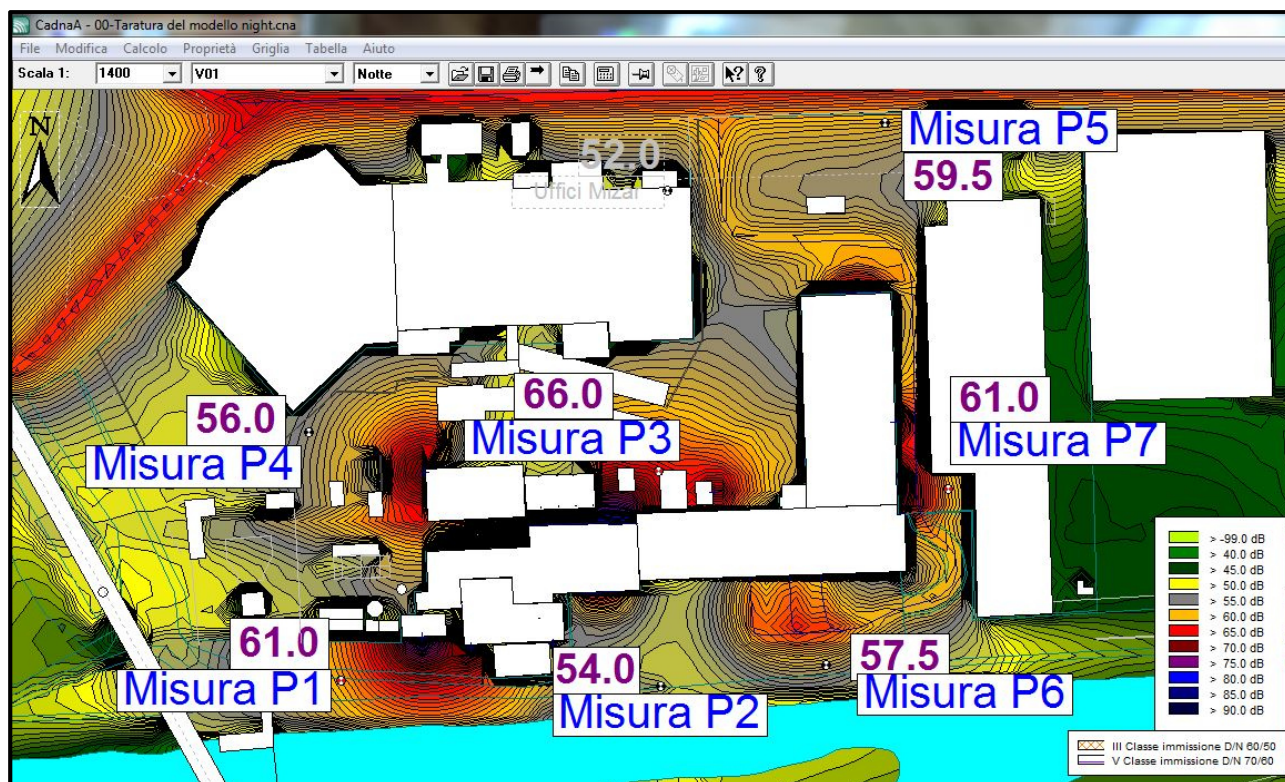 CadnaA - 00-Taratura del modello night.cna
File Modifica Calcolo Proprietà Griglia Tabella Aiuto
Scala 1: 1400 V01 Notte
N
Misura P5
59.5
52.0
Uffici Mizar
56.0
Misura P4
66.0
Misura P3
61.0
Misura P7
61.0
Misura P1
54.0
Misura P2
57.5
Misura P6
> -99.0 dB
> 40.0 dB
> 45.0 dB
> 50.0 dB
> 55.0 dB
> 60.0 dB
> 65.0 dB
> 70.0 dB
> 75.0 dB
> 80.0 dB
> 85.0 dB
> 90.0 dB
III Classe immissione D/N 60/50
V Classe immissione D/N 70/60